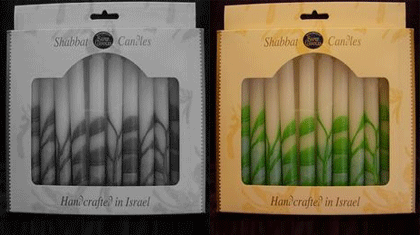 Shabbat Candles
Handcrafted in Israel
Shabbat Candles
Handcrafted in Israel